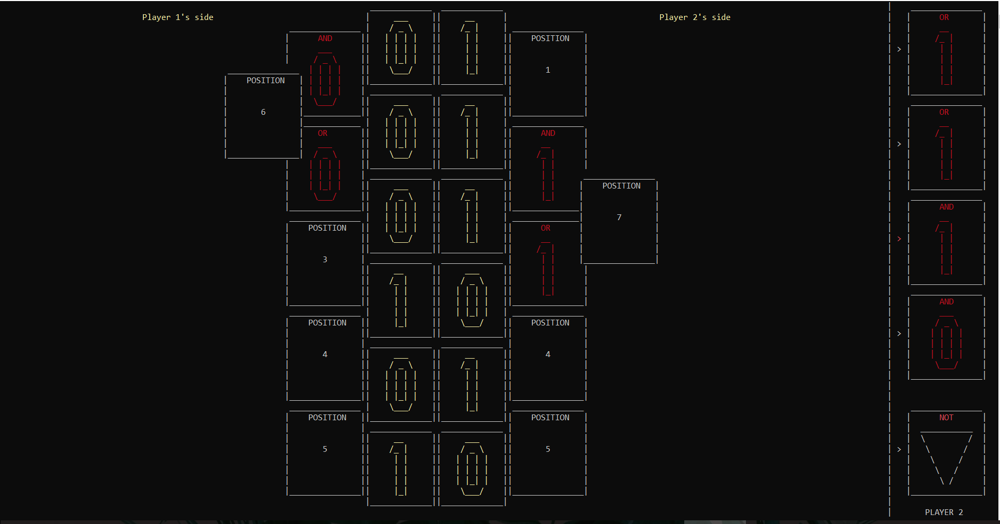 Player 1's side
Player 2's side
OR
AND
POSITION
1
1
POSITION
6
OR
OR
AND
1
POSITION
7
AND
POSITION
3
OR
1
AND
POSITION
4
POSITION
4
0
POSITION
5
POSITION
5
NOT
0 1
0 1
0 1
1 0
0 1
1 0
0
0
1
1
> > > > >
PLAYER 2